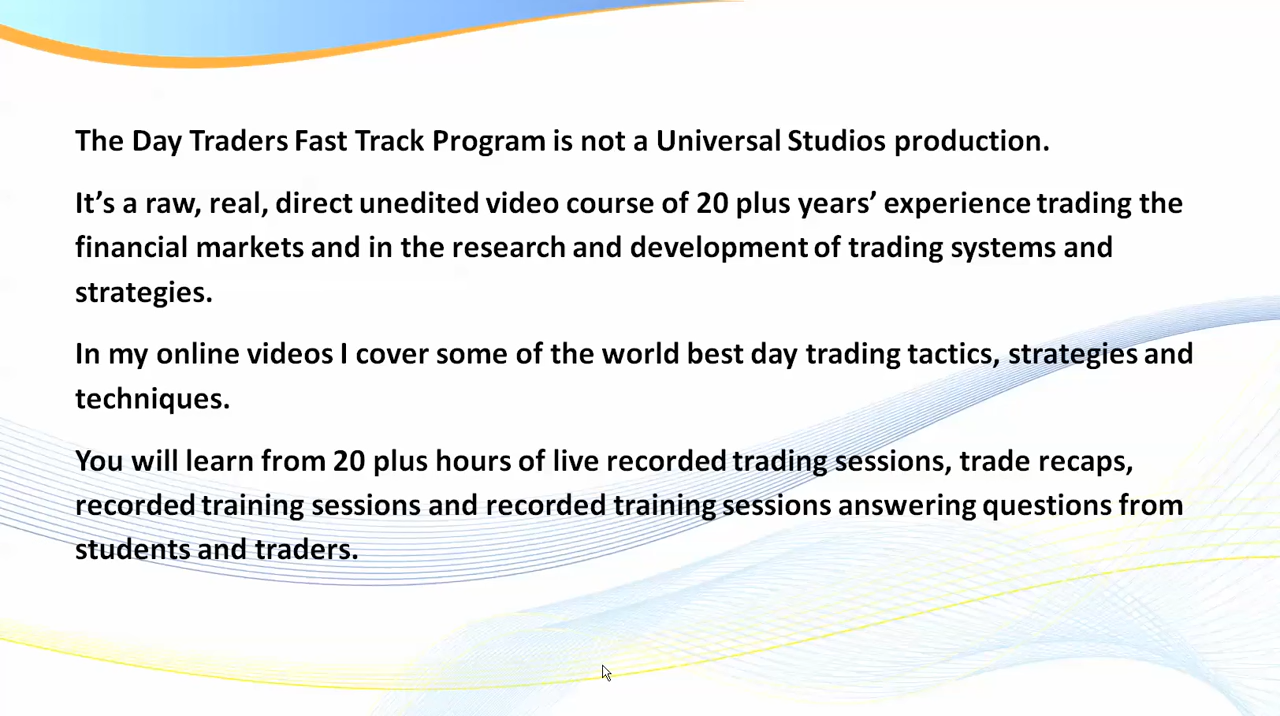 The Day Traders Fast Track Program is not a Universal Studios production.
It’s a raw, real, direct unedited video course of 20 plus years’ experience trading the
financial markets and in the research and development of trading systems and
strategies.
In my online videos I cover some of the world best day trading tactics, strategies and
techniques.
You will learn from 20 plus hours of live recorded trading sessions, trade recaps,
recorded training sessions and recorded training sessions answering questions from
students and traders.